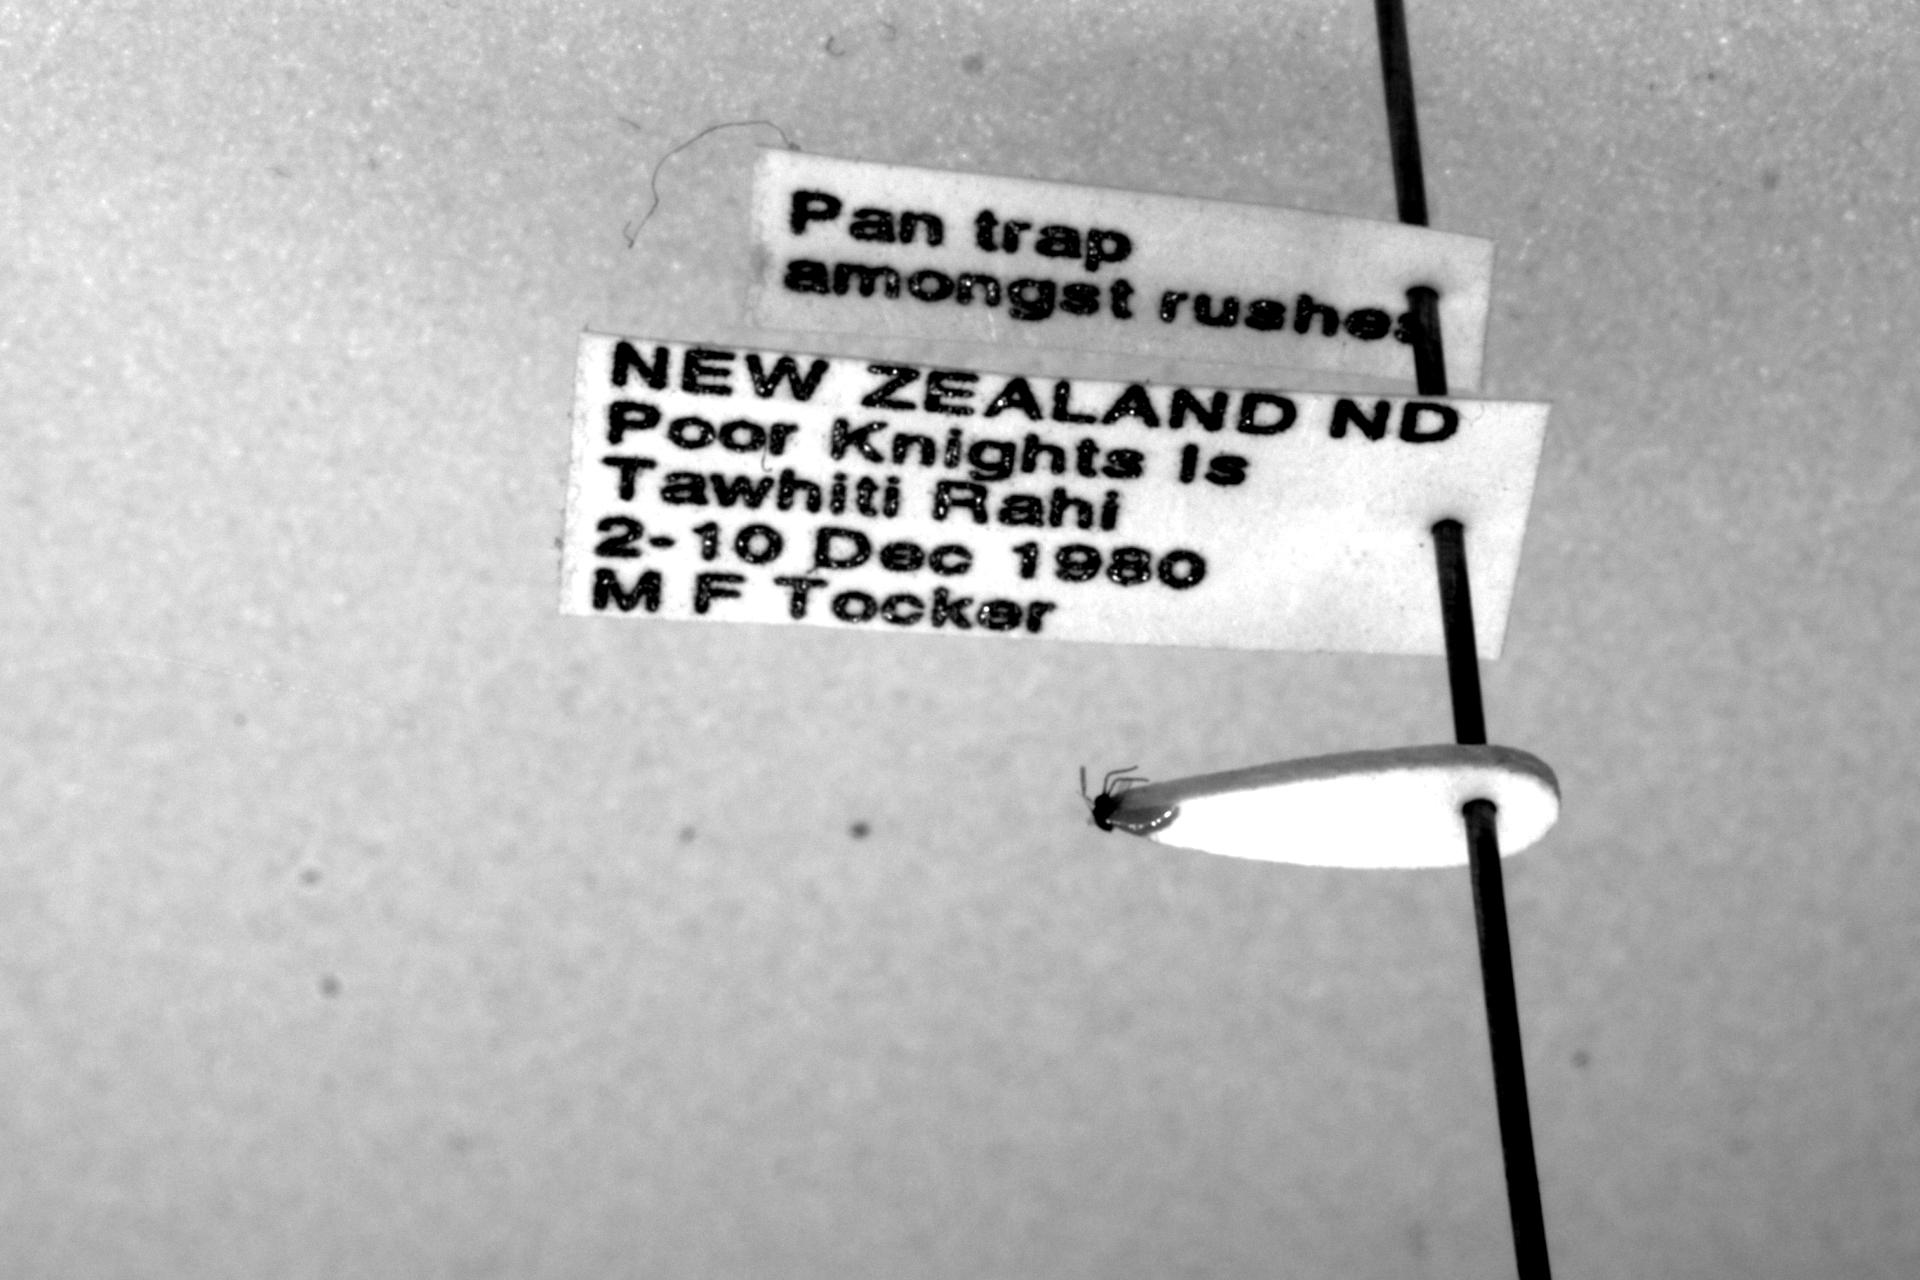 Pan trap
amongst rushes
NEW ZEALAND ND
Poor Knights Is
Tawhiti Rahi
2-10 Dec 1980
M F Tocker